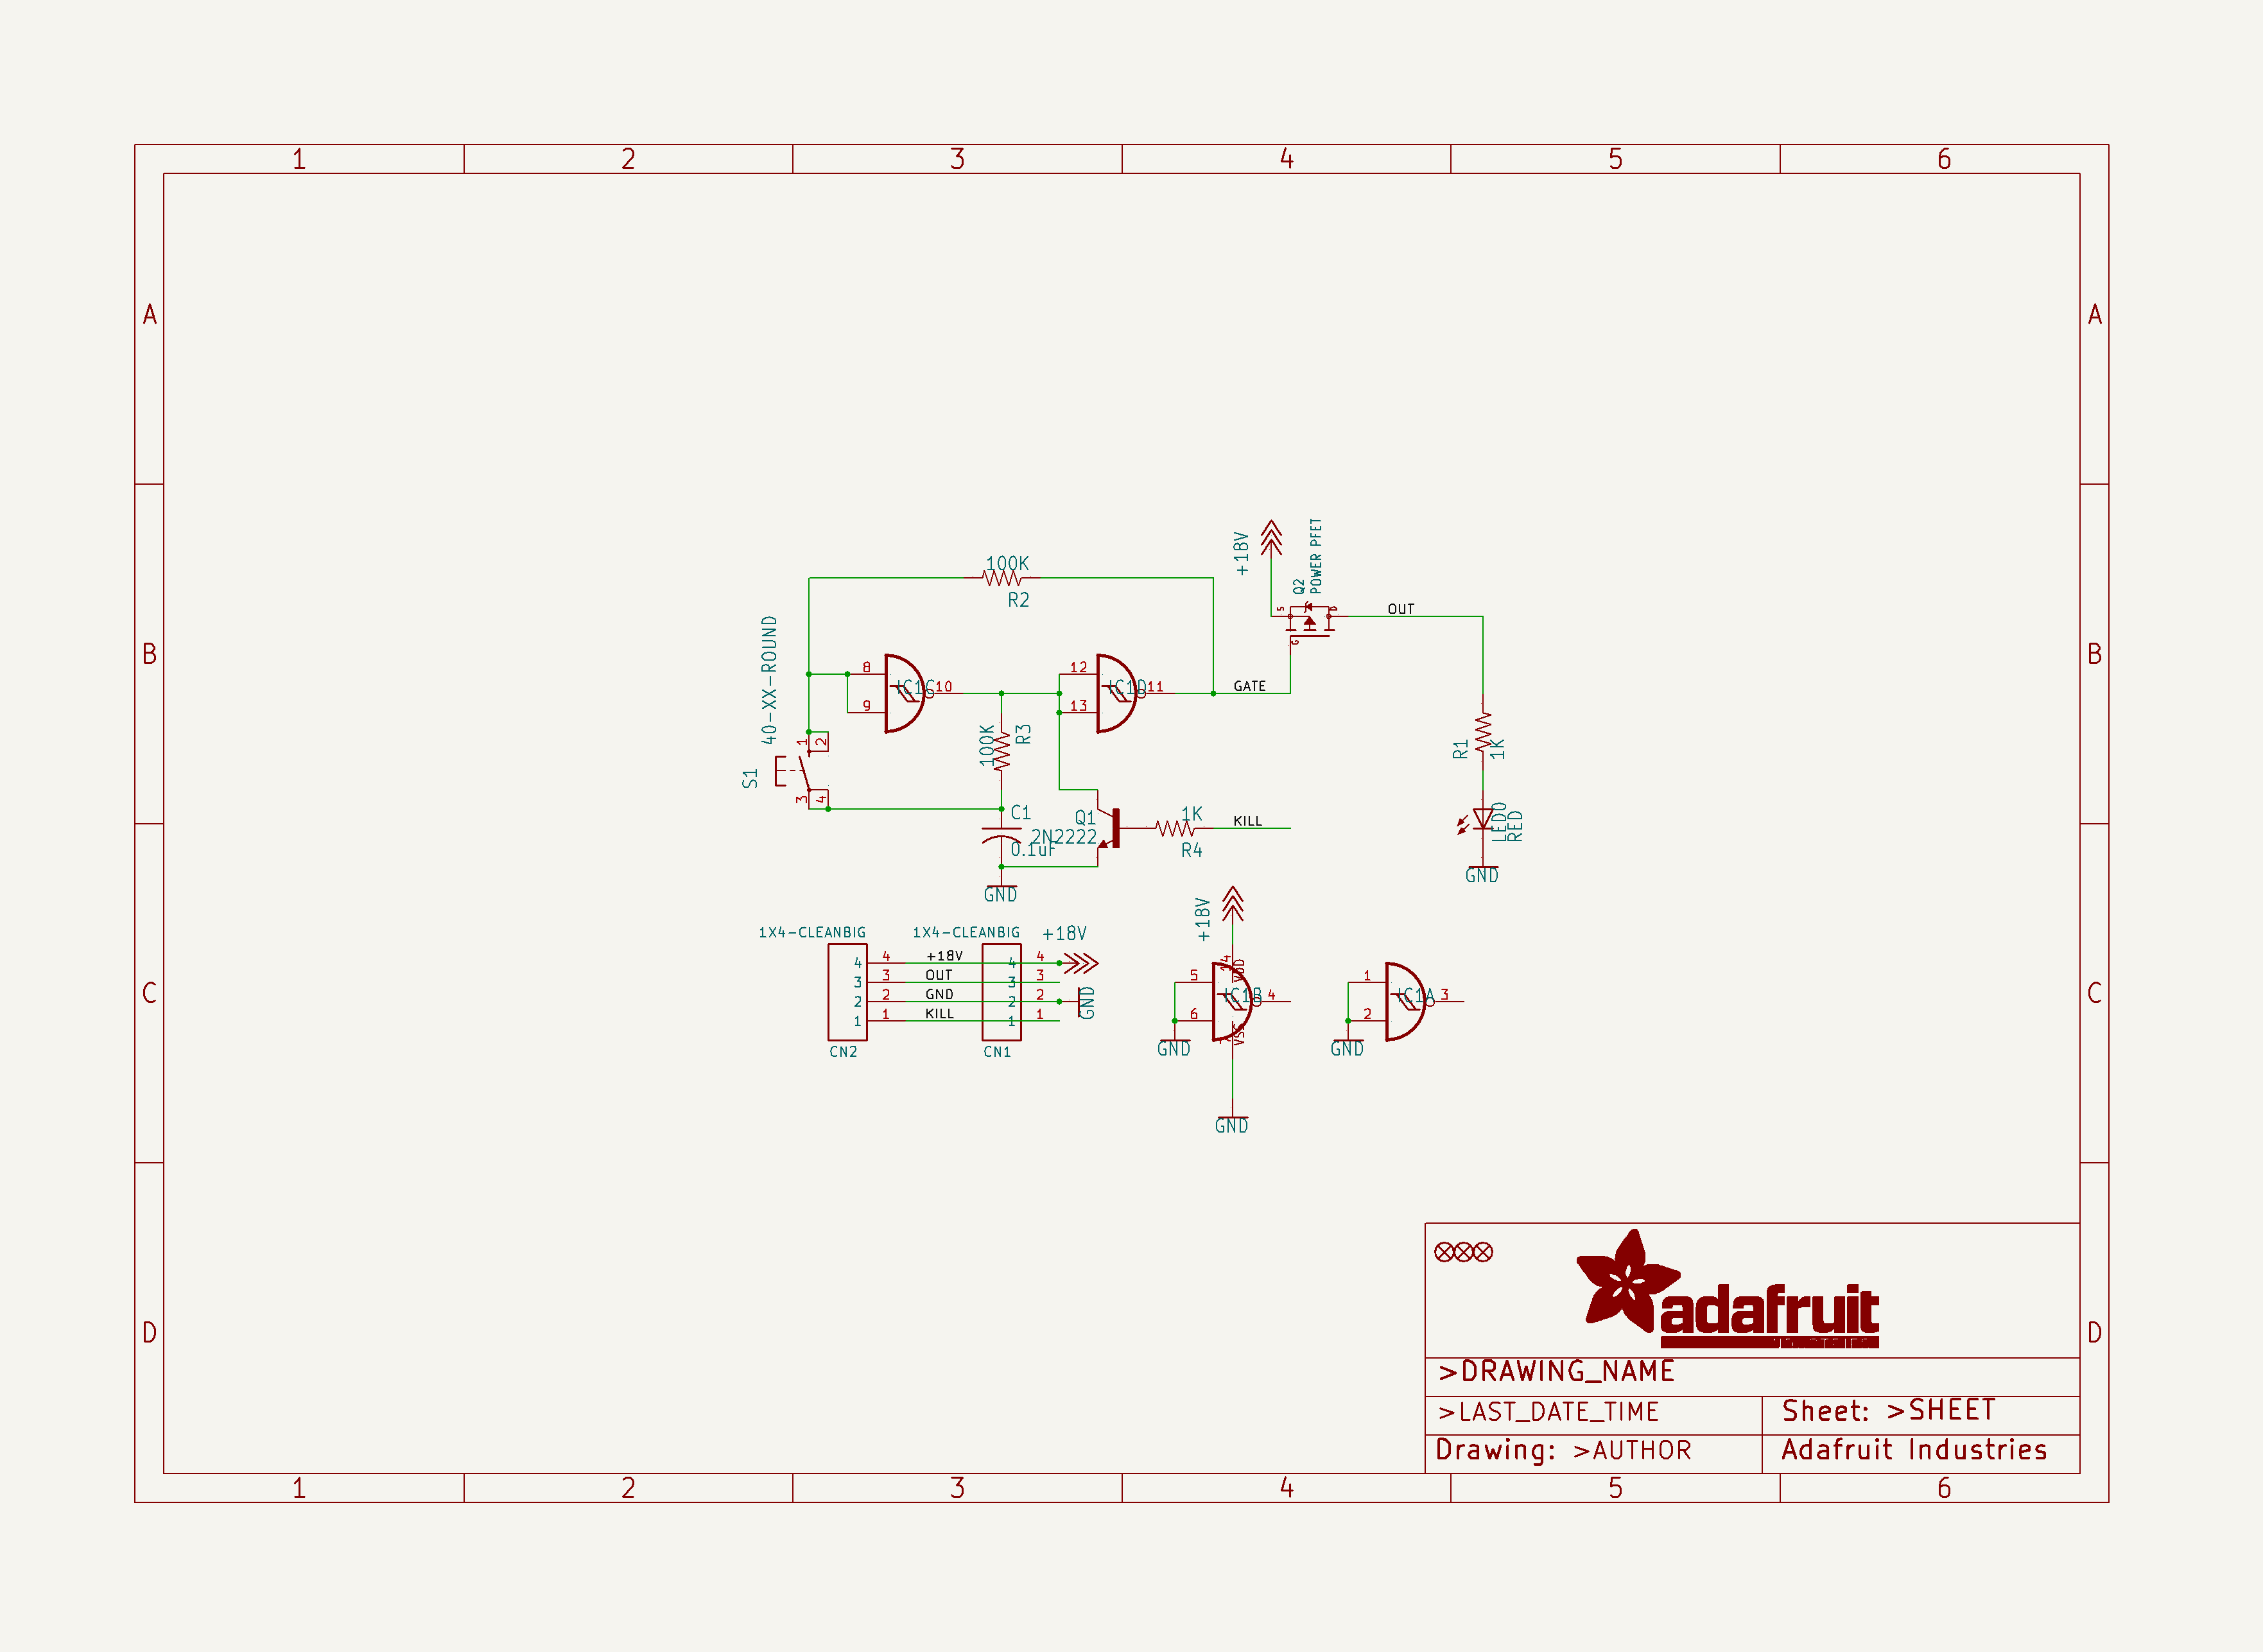 1 2 3 4 5 6
A A
B B
C C
D D
100K
R2
+18V
Q2
POWER PFET
S
D
G
OUT
40-XX-ROUND
S1
1
2
3
4
8
9
IC1C
10
12
13
IC1D
11
GATE
100K
R3
C1
0.1uF
Q1
2N2222
1K
R4
KILL
GND
R1
1K
LED0
RED
GND
1X4-CLEANBIG
4 4 +18V
3 3 OUT
2 2 GND
1 1 KILL
CN2
1X4-CLEANBIG
+18V
4 4
3 3
2 2 GND
1 1
CN1
+18V
14
VDD
5
6
IC1B
4
7
VSS
GND
GND
1
2
IC1A
3
GND
adafruit
>DRAWING_NAME
>LAST_DATE_TIME
Sheet: >SHEET
Drawing: >AUTHOR
Adafruit Industries
1 2 3 4 5 6